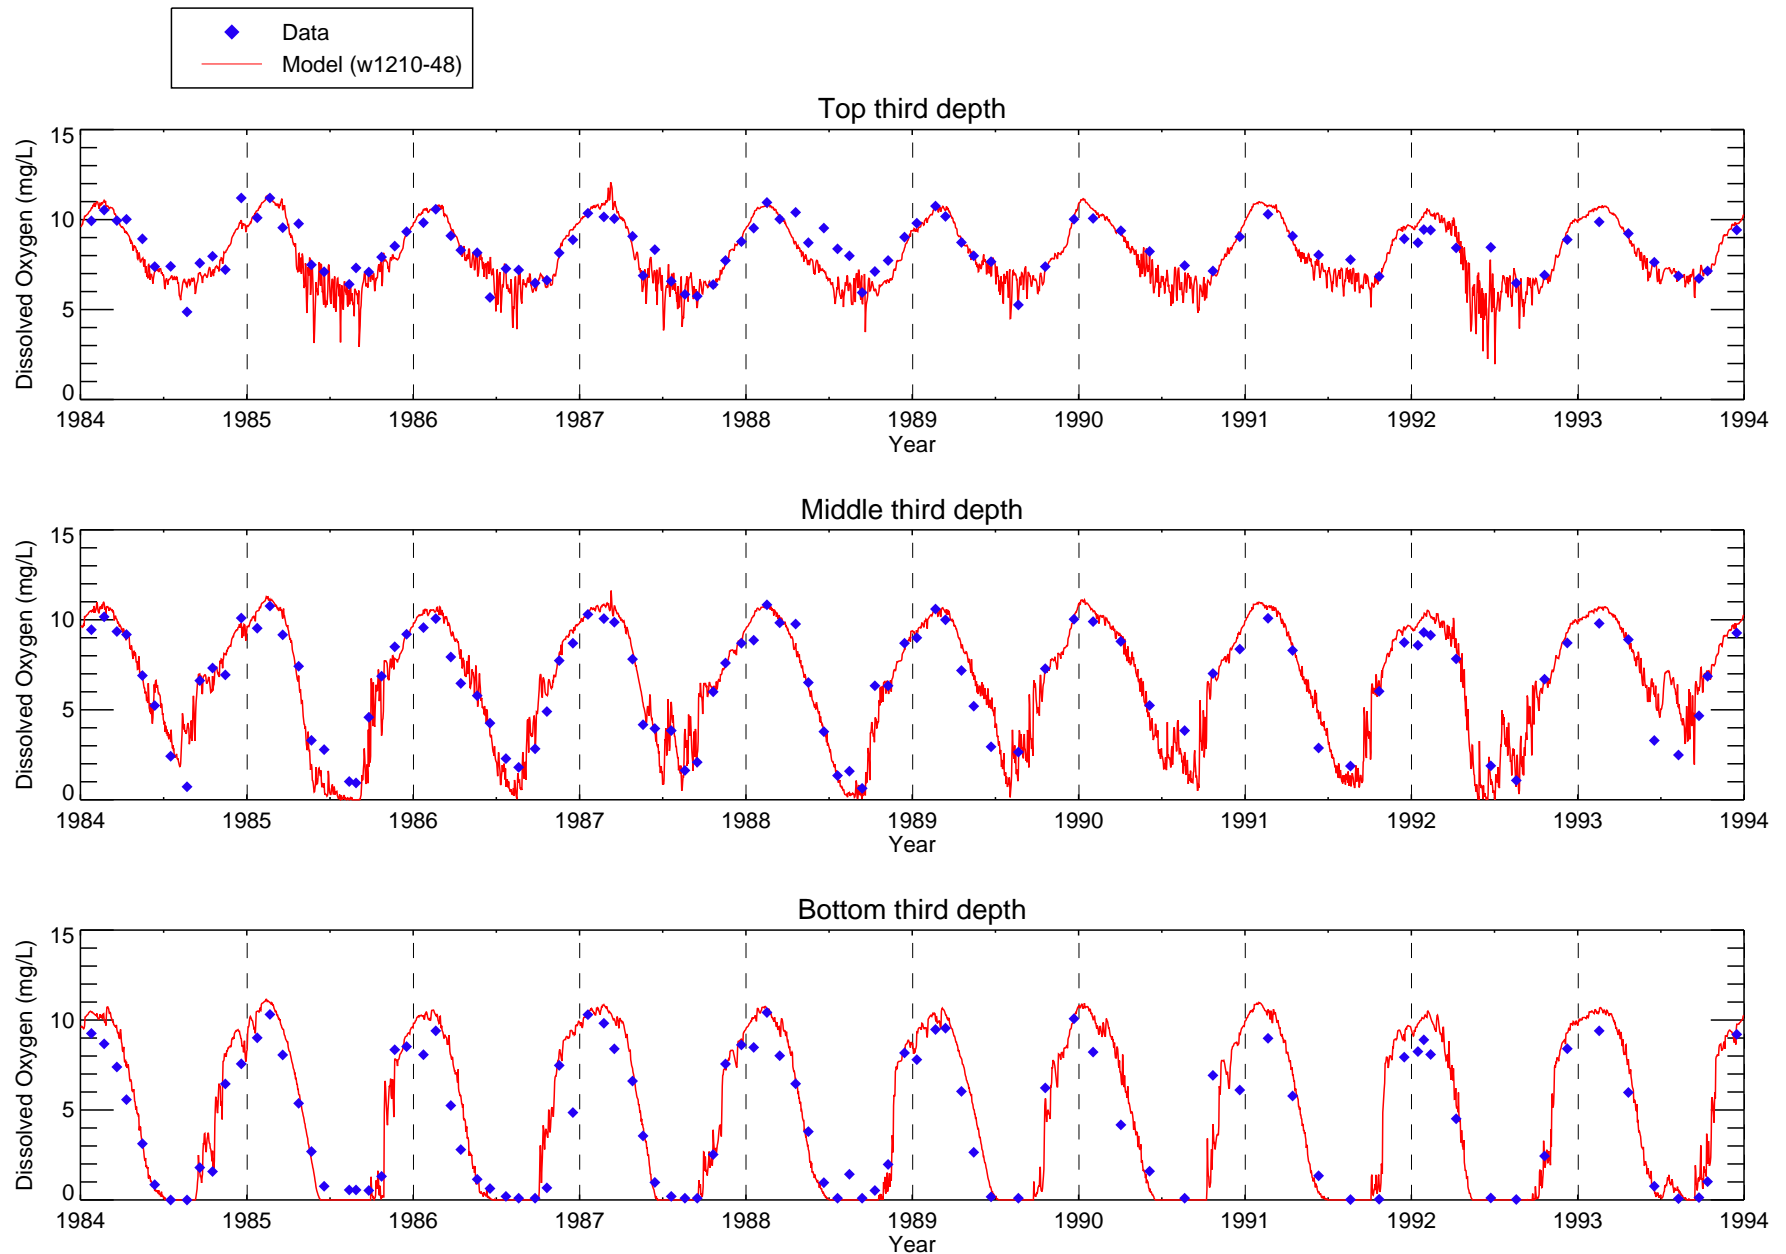 Data
Model (w1210-48)
Top third depth
Dissolved Oxygen (mg/L)
15
10
5
0
1984 1985 1986 1987 1988 1989 1990 1991 1992 1993 1994
Year
Middle third depth
Dissolved Oxygen (mg/L)
15
10
5
0
1984 1985 1986 1987 1988 1989 1990 1991 1992 1993 1994
Year
Bottom third depth
Dissolved Oxygen (mg/L)
15
10
5
0
1984 1985 1986 1987 1988 1989 1990 1991 1992 1993 1994
Year